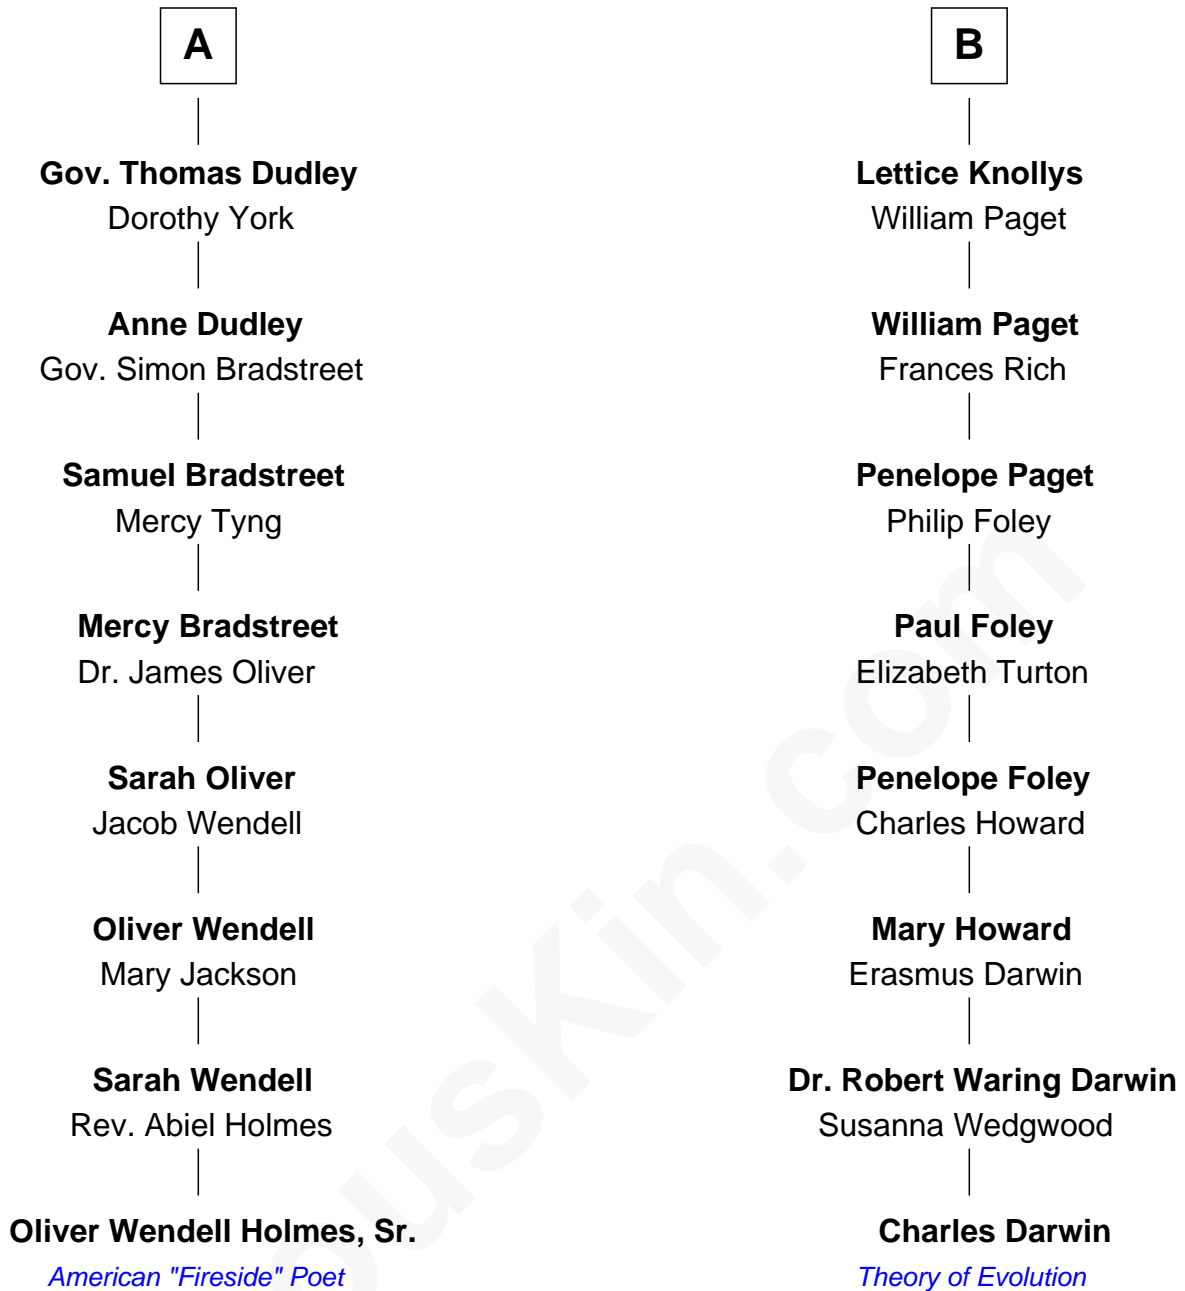 A
Gov. Thomas Dudley
Dorothy York
Anne Dudley
Gov. Simon Bradstreet
Samuel Bradstreet
Mercy Tyng
Mercy Bradstreet
Dr. James Oliver
Sarah Oliver
Jacob Wendell
Oliver Wendell
Mary Jackson
Sarah Wendell
Rev. Abiel Holmes
Oliver Wendell Holmes, Sr.
American "Fireside" Poet
B
Lettice Knollys
William Paget
William Paget
Frances Rich
Penelope Paget
Philip Foley
Paul Foley
Elizabeth Turton
Penelope Foley
Charles Howard
Mary Howard
Erasmus Darwin
Dr. Robert Waring Darwin
Susanna Wedgwood
Charles Darwin
Theory of Evolution
ousKin.com